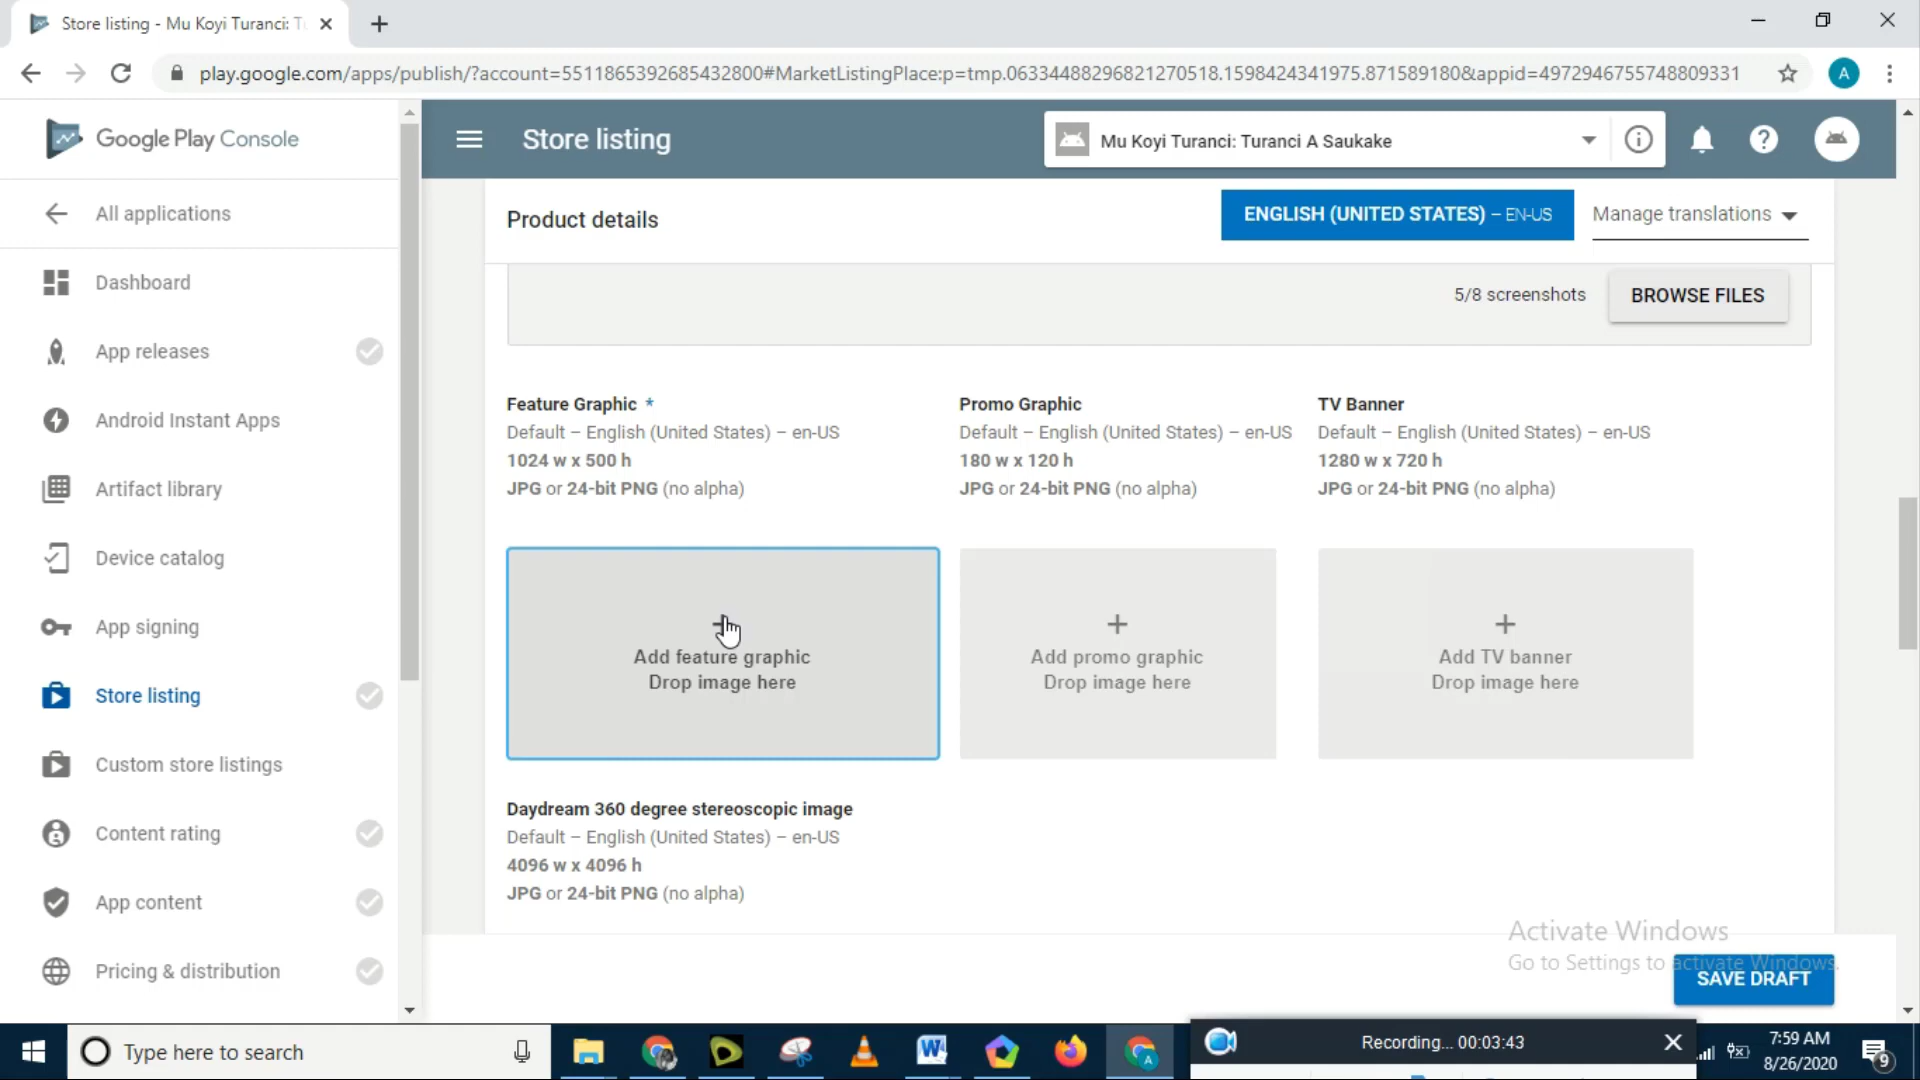 Store listing - Mu Koyi Turanci: T
play.google.com/apps/publish/?account=5511865392685432800#MarketListingPlace:p=tmp.06334488296821270518.1598424341975.871589180&appid=4972946755748809331
A
Google Play Console
Store listing
Mu Koyi Turanci: Turanci A Saukake
All applications
Dashboard
App releases
Android Instant Apps
Artifact library
Device catalog
App signing
Store listing
Custom store listings
Content rating
App content
Pricing & distribution
Product details
ENGLISH (UNITED STATES) – EN-US
Manage translations
5/8 screenshots
BROWSE FILES
Feature Graphic *
Default – English (United States) – en-US
1024 w x 500 h
JPG or 24-bit PNG (no alpha)
Promo Graphic
Default – English (United States) – en-US
180 w x 120 h
JPG or 24-bit PNG (no alpha)
TV Banner
Default – English (United States) – en-US
1280 w x 720 h
JPG or 24-bit PNG (no alpha)
Add feature graphic
Drop image here
Add promo graphic
Drop image here
Add TV banner
Drop image here
Daydream 360 degree stereoscopic image
Default – English (United States) – en-US
4096 w x 4096 h
JPG or 24-bit PNG (no alpha)
Activate Windows
Go to Settings to activate Windows.
SAVE DRAFT
Type here to search
Recording... 00:03:43
7:59 AM
8/26/2020
9